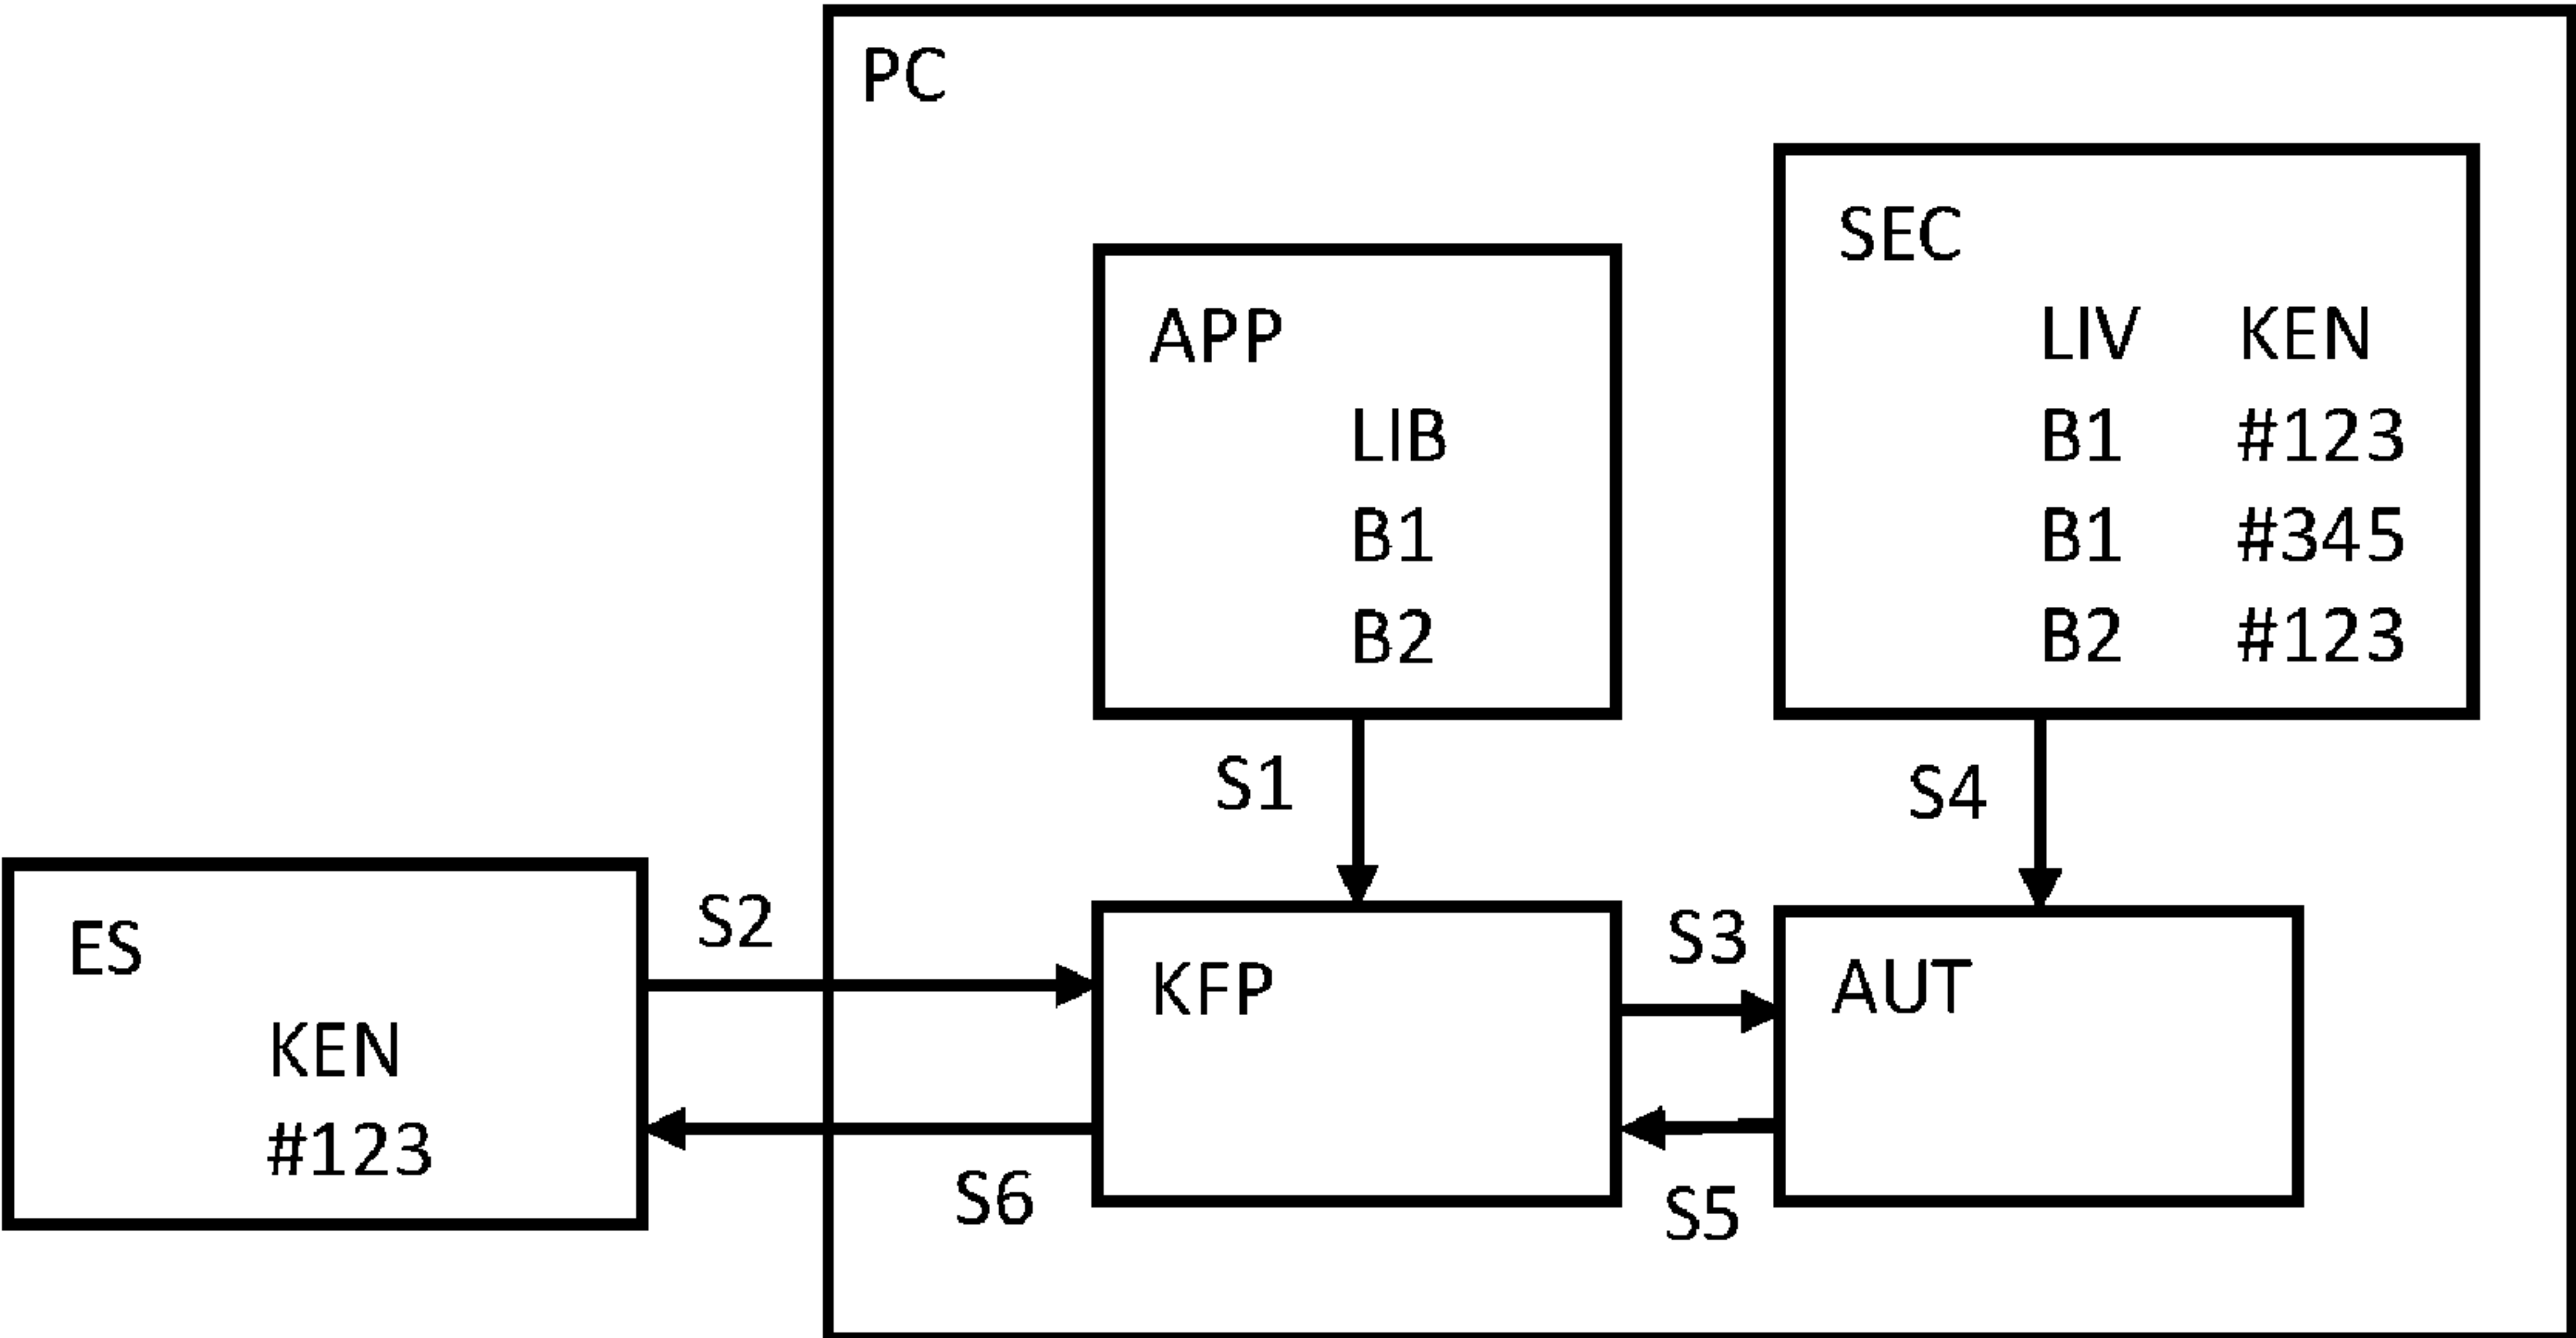 PC
SEC
LIV KEN
B1 #123
B1 #345
B2 #123
APP
LIB
B1
B2
S1
S4
ES
KEN
#123
S2
KFP
S3
AUT
S6
S5